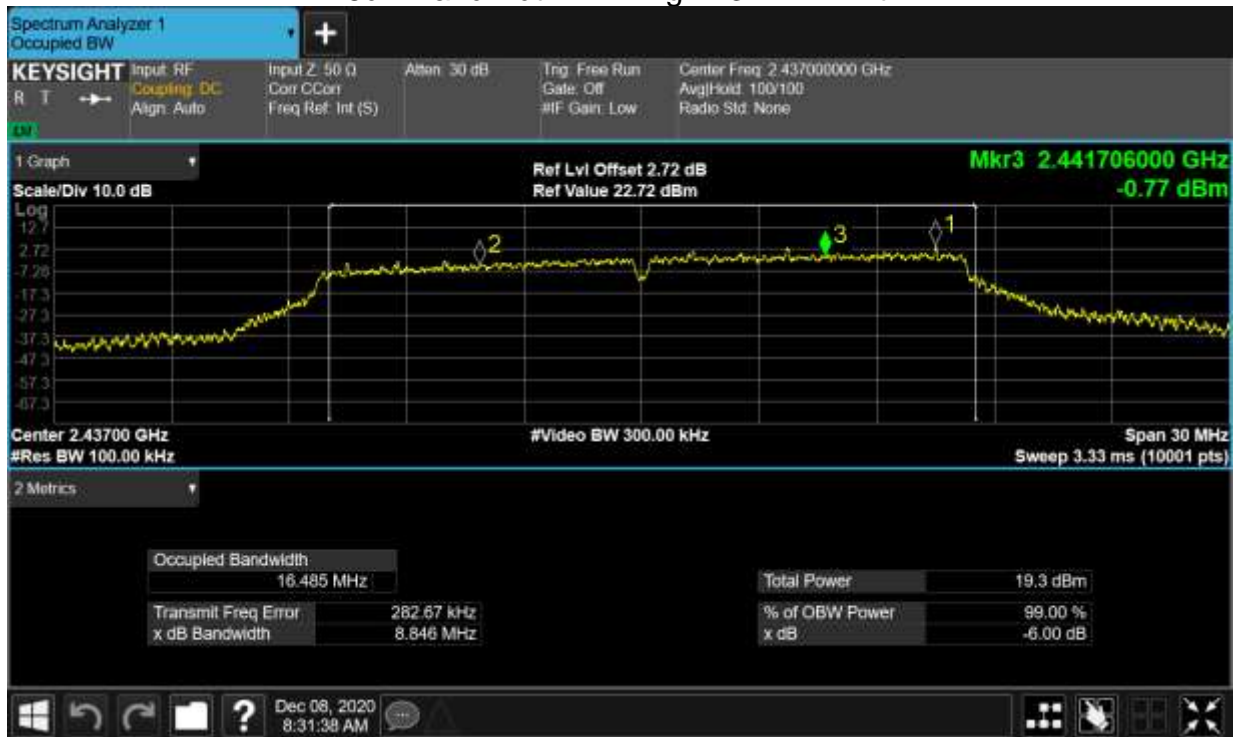 Spectrum Analyzer 1
Occupied BW
+
KEYSIGHT
R T
Input: RF
Coupling: DC
Align: Auto
Input Z: 50 Ω
Corr CCorr
Freq Ref: Int (S)
Atten: 30 dB
Trig: Free Run
Gate: Off
#IF Gain: Low
Center Freq: 2.437000000 GHz
Avg|Hold: 100/100
Radio Std: None
1 Graph
Scale/Div 10.0 dB
Ref Lvl Offset 2.72 dB
Ref Value 22.72 dBm
Mkr3 2.441706000 GHz
-0.77 dBm
Log
12.7
2.72
-7.28
-17.3
-27.3
-37.3
-47.3
-57.3
-67.3
2
3
1
Center 2.43700 GHz
#Res BW 100.00 kHz
#Video BW 300.00 kHz
Span 30 MHz
Sweep 3.33 ms (10001 pts)
2 Metrics
Occupied Bandwidth
16.485 MHz
Transmit Freq Error 282.67 kHz
x dB Bandwidth 8.846 MHz
Total Power 19.3 dBm
% of OBW Power 99.00 %
x dB -6.00 dB
?
Dec 08, 2020
8:31:38 AM